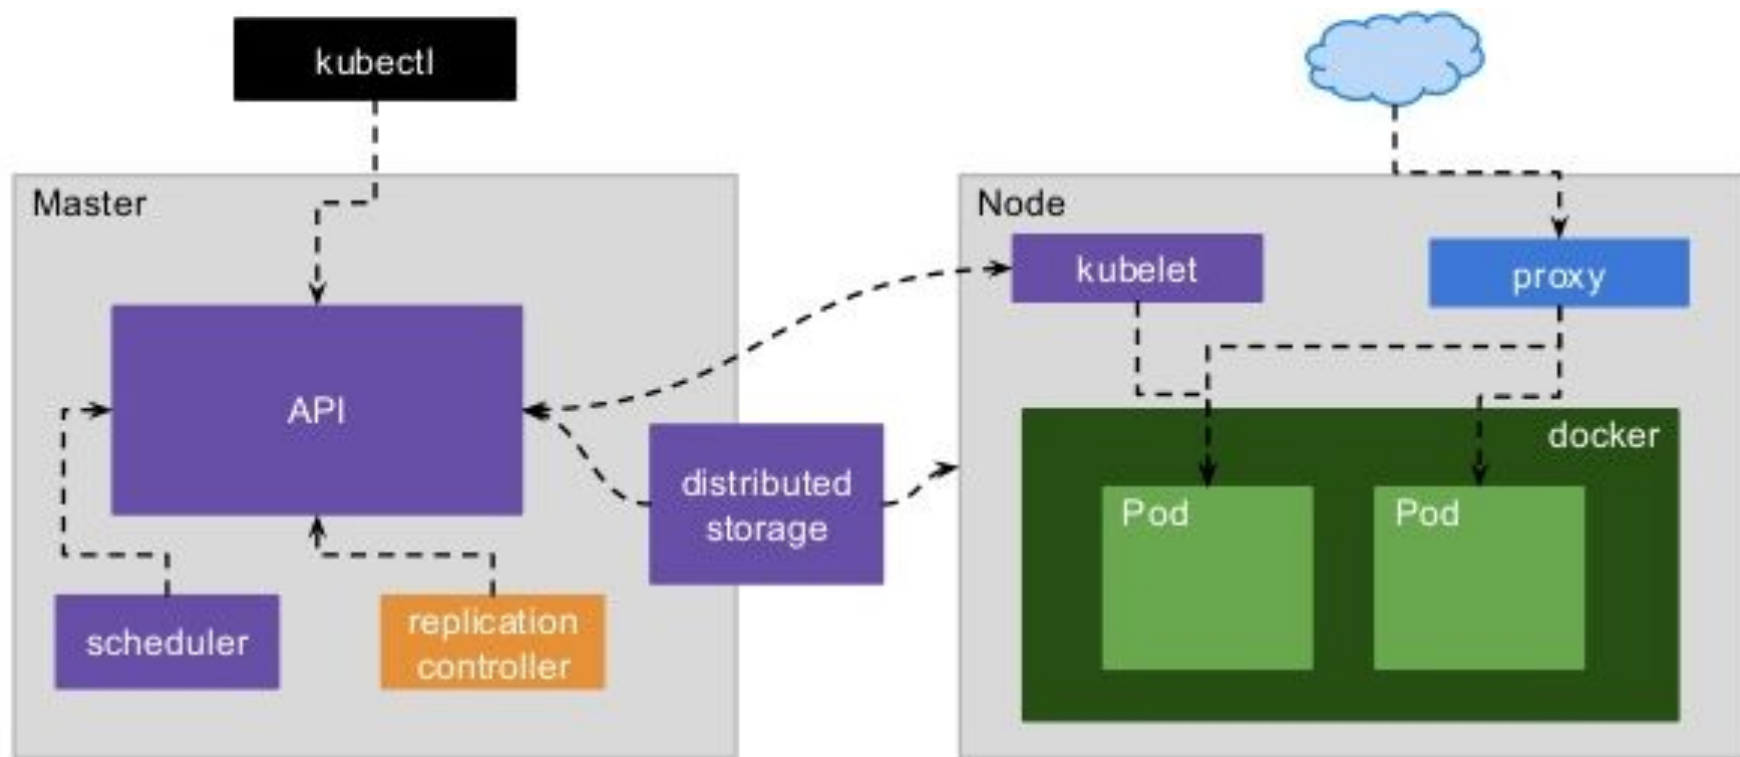 kubectl
Master
API
scheduler
replication
controller
distributed
storage
Node
kubelet
proxy
docker
Pod
Pod